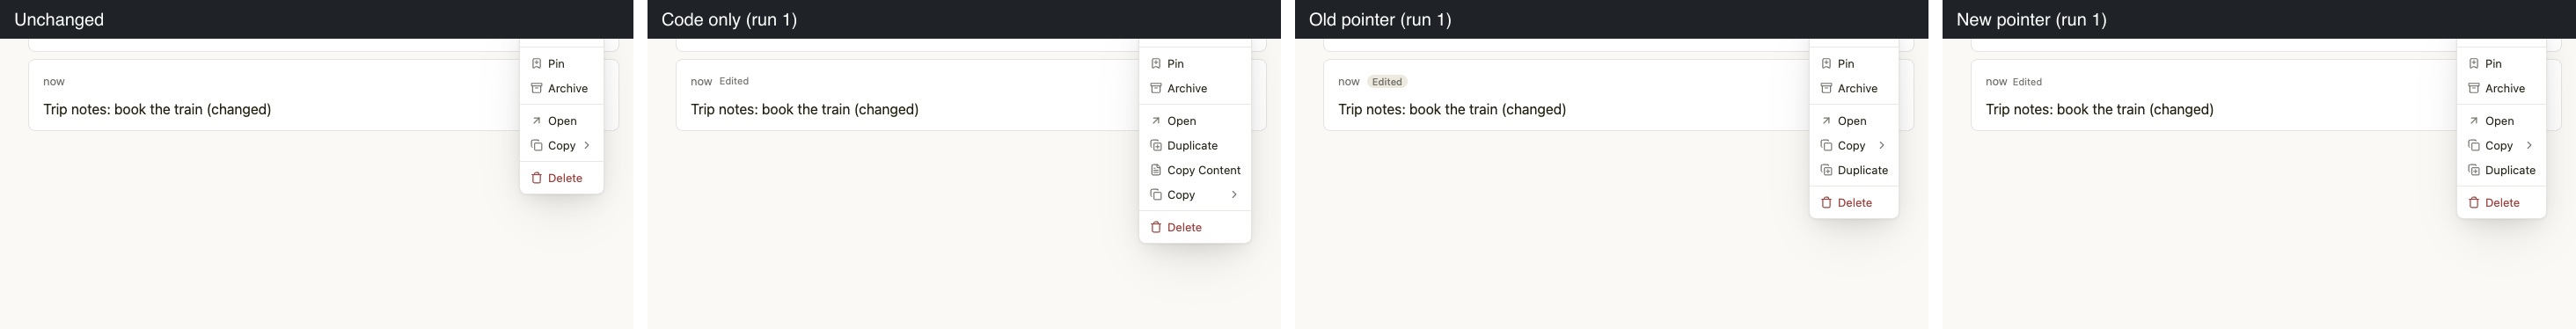 Unchanged
now
Trip notes: book the train (changed)
Pin
Archive
Open
Copy
Delete
Code only (run 1)
now Edited
Trip notes: book the train (changed)
Pin
Archive
Open
Duplicate
Copy Content
Copy
Delete
Old pointer (run 1)
now Edited
Trip notes: book the train (changed)
Pin
Archive
Open
Copy
Duplicate
Delete
New pointer (run 1)
now Edited
Trip notes: book the train (changed)
Pin
Archive
Open
Copy
Duplicate
Delete